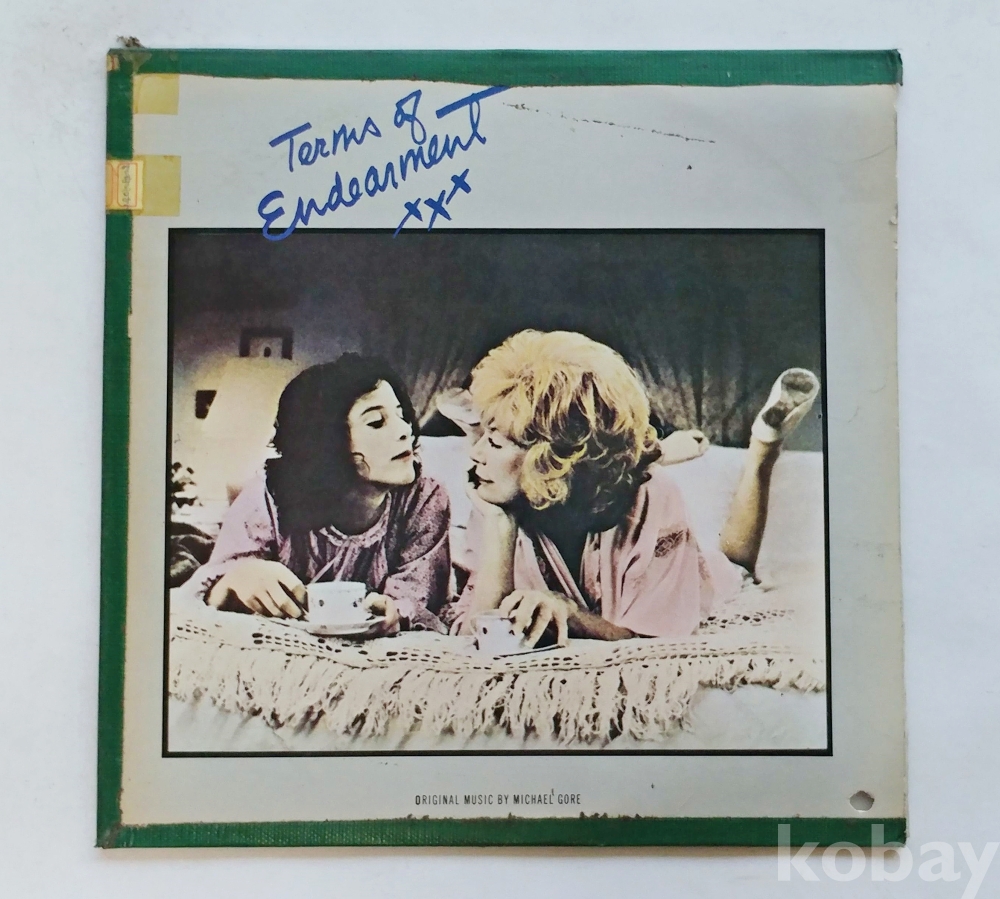 Terms of
Endearment
xxx
ORIGINAL MUSIC BY MICHAEL GORE
kobay